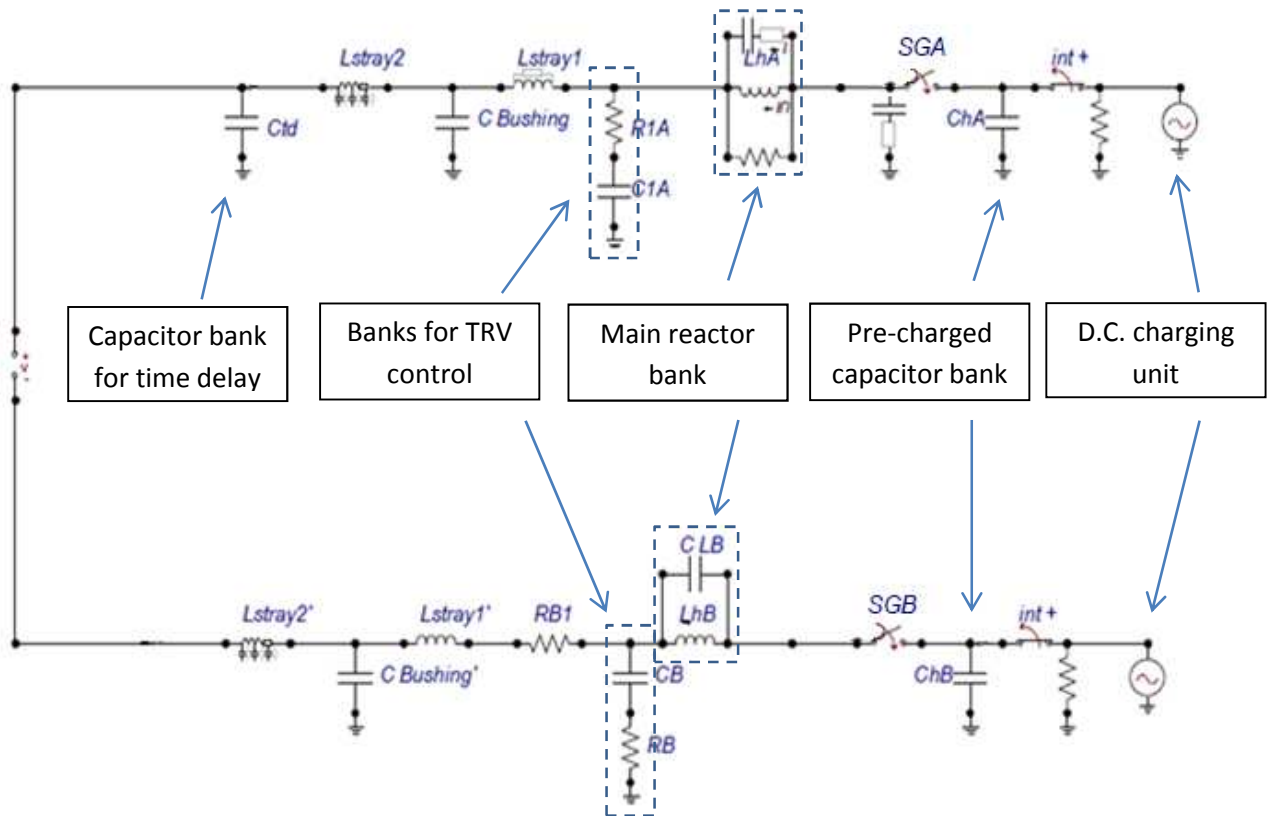 Lstray2
Lstray1
LhA
SGA
int +
Ctd
C Bushing
R1A
C1A
ChA
Capacitor bank
for time delay
Banks for TRV
control
Main reactor
bank
Pre-charged
capacitor bank
D.C. charging
unit
C LB
LhB
Lstray2'
Lstray1'
RB1
SGB
int +
C Bushing'
CB
RB
ChB